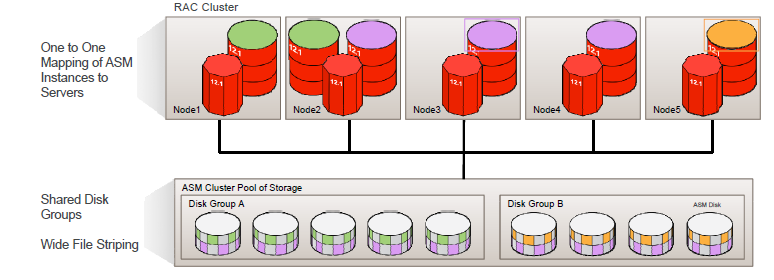 RAC Cluster
One to One
Mapping of ASM
Instances to
Servers
12.1
12.1
Node1
12.1
12.1
12.1
Node2
12.1
12.1
Node3
12.1
12.1
Node4
12.1
12.1
Node5
ASM Cluster Pool of Storage
Shared Disk
Groups
Wide File Striping
Disk Group A
Disk Group B
ASM Disk